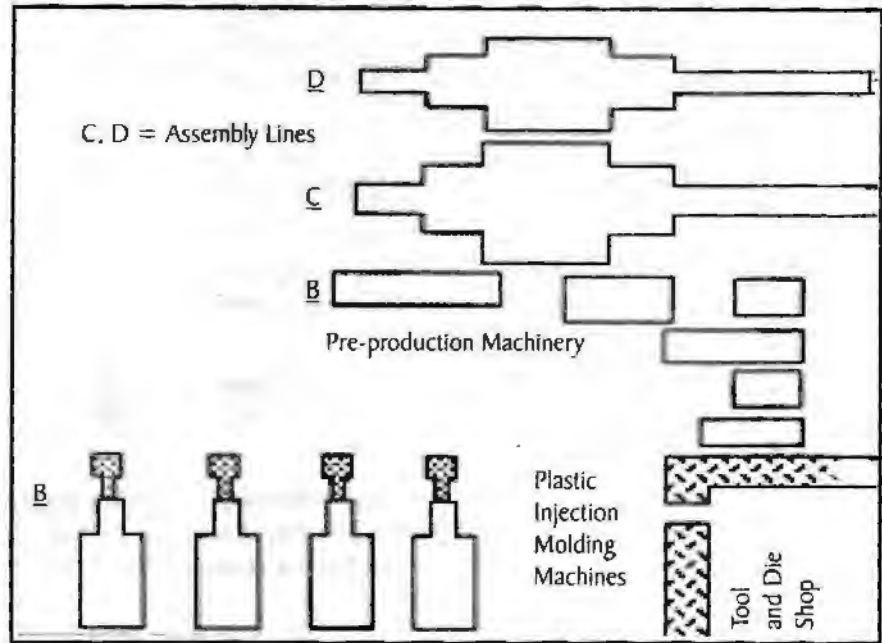 D
C, D = Assembly Lines
C
B
Pre-production Machinery
B
Plastic
Injection
Molding
Machines
Tool
and Die
Shop